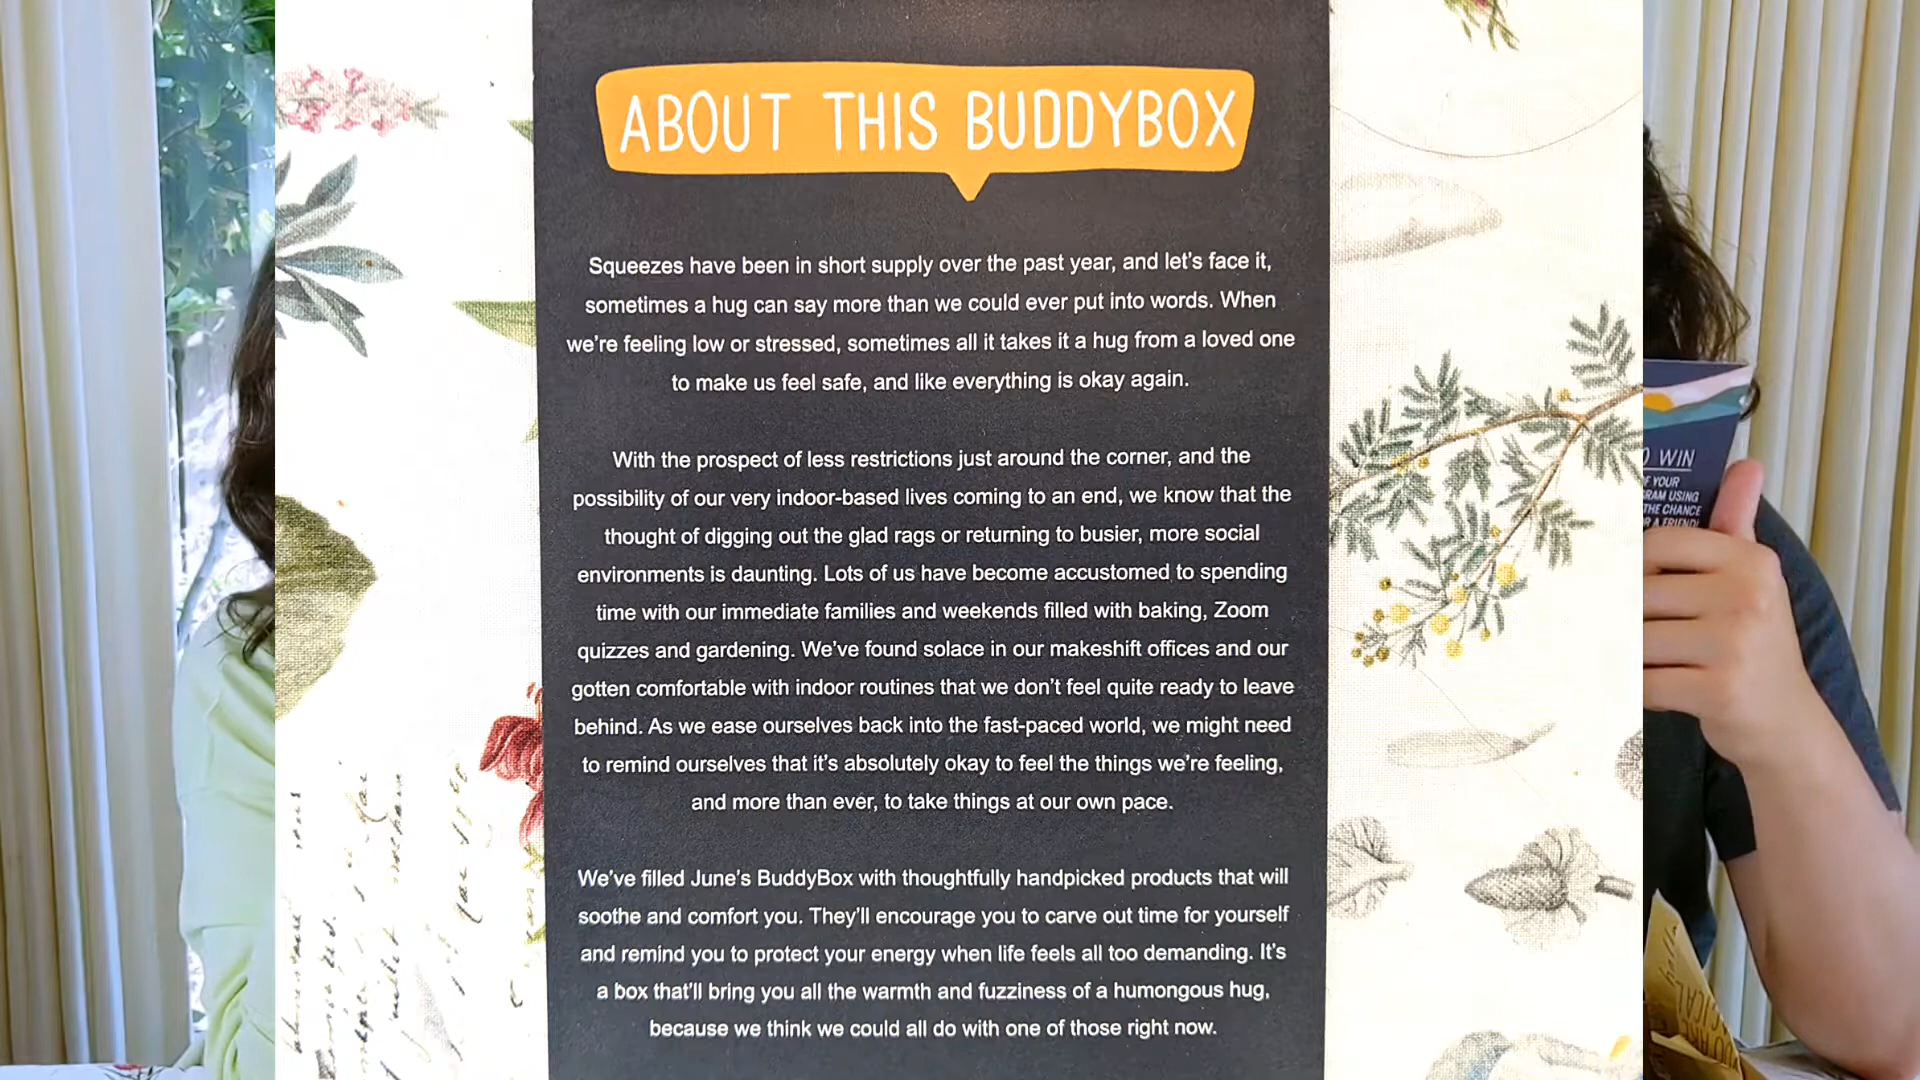 ABOUT THIS BUDDYBOX
Squeezes have been in short supply over the past year, and let's face it,
sometimes a hug can say more than we could ever put into words. When
we're feeling low or stressed, sometimes all it takes it a hug from a loved one
to make us feel safe, and like everything is okay again.
With the prospect of less restrictions just around the corner, and the
possibility of our very indoor-based lives coming to an end, we know that the
thought of digging out the glad rags or returning to busier, more social
environments is daunting. Lots of us have become accustomed to spending
time with our immediate families and weekends filled with baking, Zoom
quizzes and gardening. We've found solace in our makeshift offices and our
gotten comfortable with indoor routines that we don't feel quite ready to leave
behind. As we ease ourselves back into the fast-paced world, we might need
to remind ourselves that it's absolutely okay to feel the things we're feeling,
and more than ever, to take things at our own pace.
We've filled June's BuddyBox with thoughtfully handpicked products that will
soothe and comfort you. They'll encourage you to carve out time for yourself
and remind you to protect your energy when life feels all too demanding. It's
a box that'll bring you all the warmth and fuzziness of a humongous hug,
because we think we could all do with one of those right now.
WIN
YOUR
USING
THE CHANCE
A FRIEND!